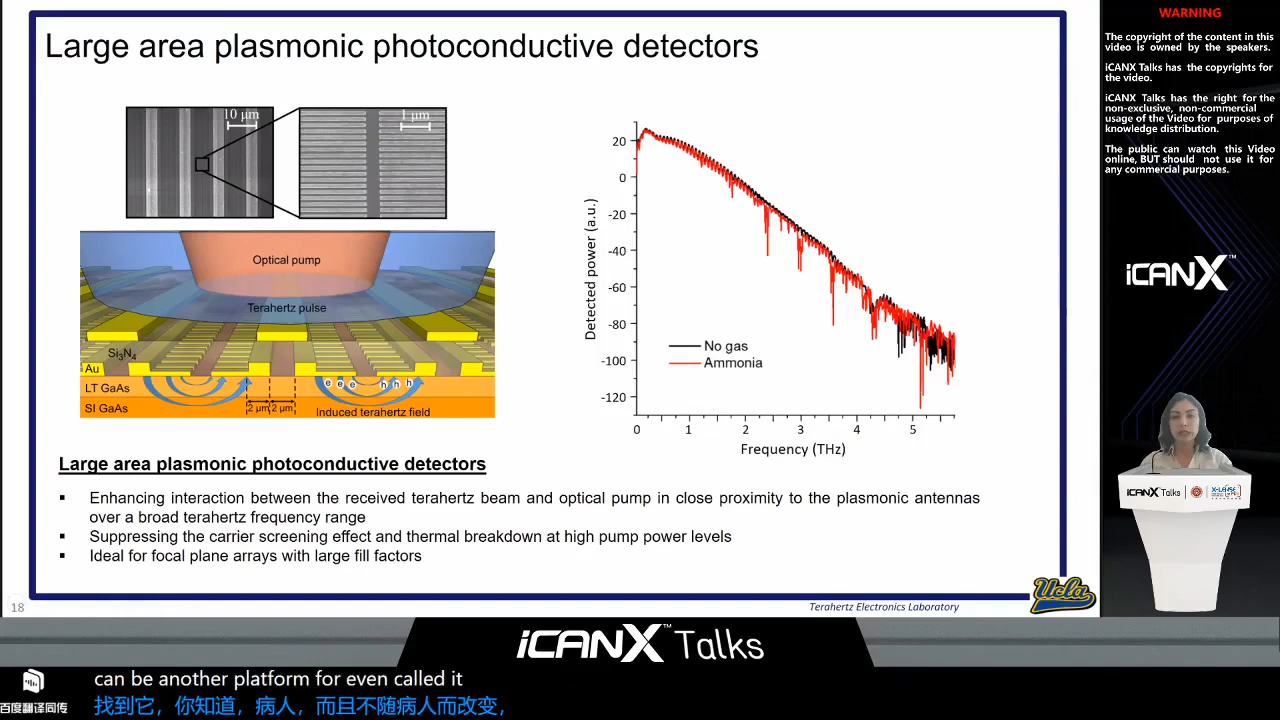 Large area plasmonic photoconductive detectors
10 μm
1 μm
Optical pump
Terahertz pulse
Si3N4
Au
LT GaAs
SI GaAs
e e e h h h
2 μm 2 μm
Induced terahertz field
20
0
-20
-40
-60
-80
-100
-120
0 1 2 3 4 5
Detected power (a.u.)
Frequency (THz)
No gas
Ammonia
Large area plasmonic photoconductive detectors
▪ Enhancing interaction between the received terahertz beam and optical pump in close proximity to the plasmonic antennas
over a broad terahertz frequency range
▪ Suppressing the carrier screening effect and thermal breakdown at high pump power levels
▪ Ideal for focal plane arrays with large fill factors
18
Terahertz Electronics Laboratory
Ucla
WARNING
The copyright of the content in this
video is owned by the speakers.
iCANX Talks has the copyrights for
the video.
iCANX Talks has the right for the
non-exclusive, non-commercial
usage of the Video for purposes of
knowledge distribution.
The public can watch this Video
online, BUT should not use it for
any commercial purposes.
iCANX™
iCANX Talks
iCANX™ Talks
百度翻译同传
can be another platform for even called it
找到它，你知道，病人，而且不随病人而改变，